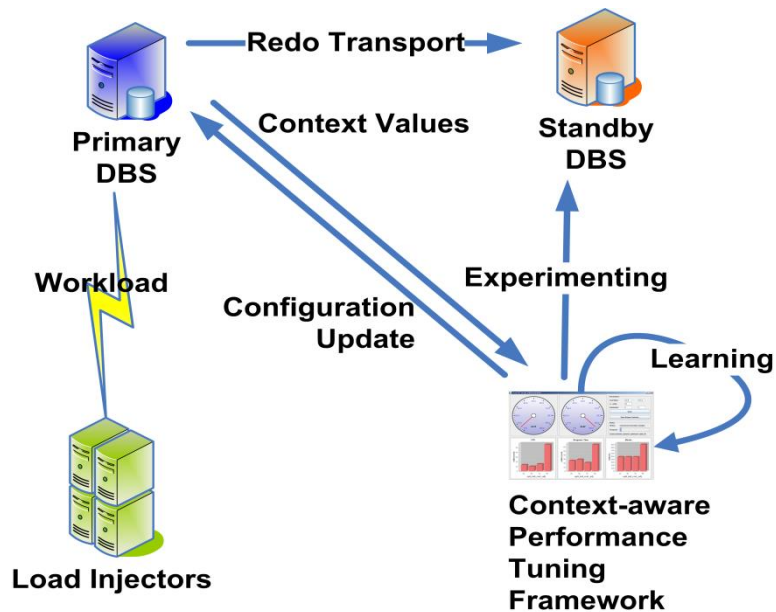 Redo Transport
Primary
DBS
Context Values
Standby
DBS
Workload
Experimenting
Configuration
Update
Learning
Load Injectors
Context-aware
Performance
Tuning
Framework